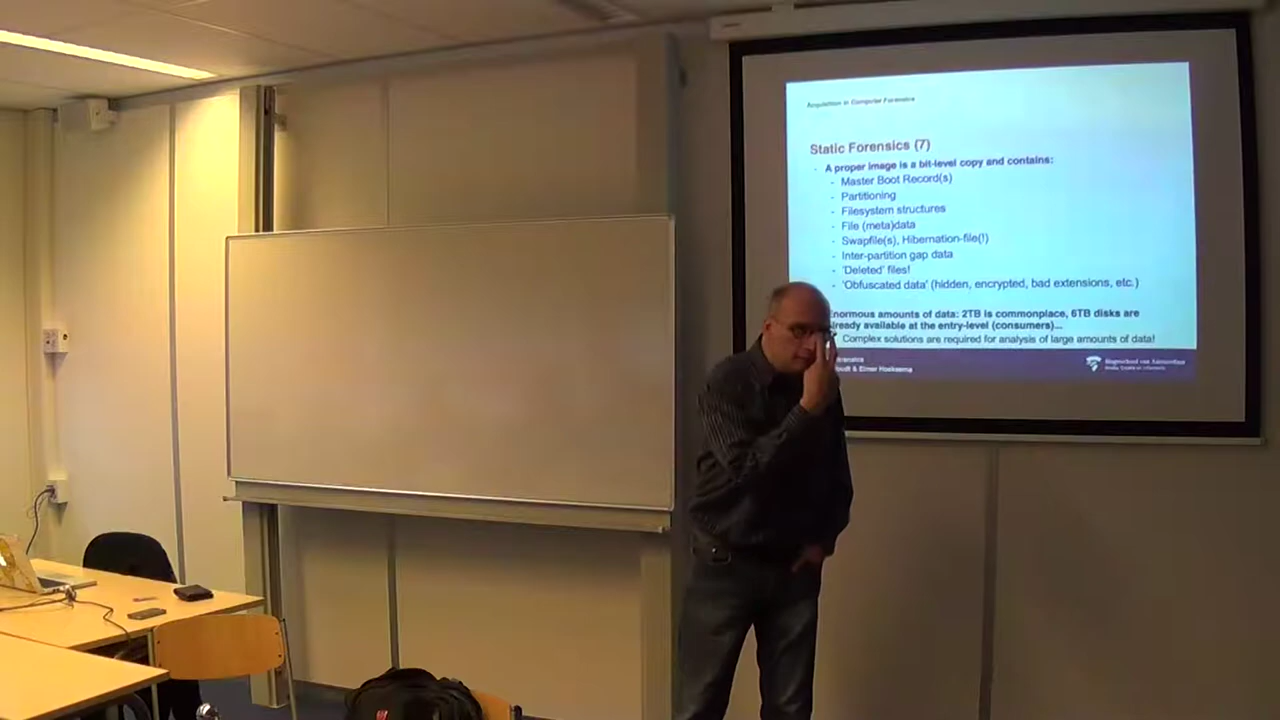 Acquisition in Computer Forensics
Static Forensics (7)
- A proper image is a bit-level copy and contains:
- Master Boot Record(s)
- Partitioning
- Filesystem structures
- File (meta)data
- Swapfile(s), Hibernation-file(!)
- Inter-partition gap data
- 'Deleted' files!
- 'Obfuscated data' (hidden, encrypted, bad extensions, etc.)
Enormous amounts of data: 2TB is commonplace, 6TB disks are
already available at the entry-level (consumers)...
Complex solutions are required for analysis of large amounts of data!
& Elmer Hoeksema
Hogeschool van Amsterdam